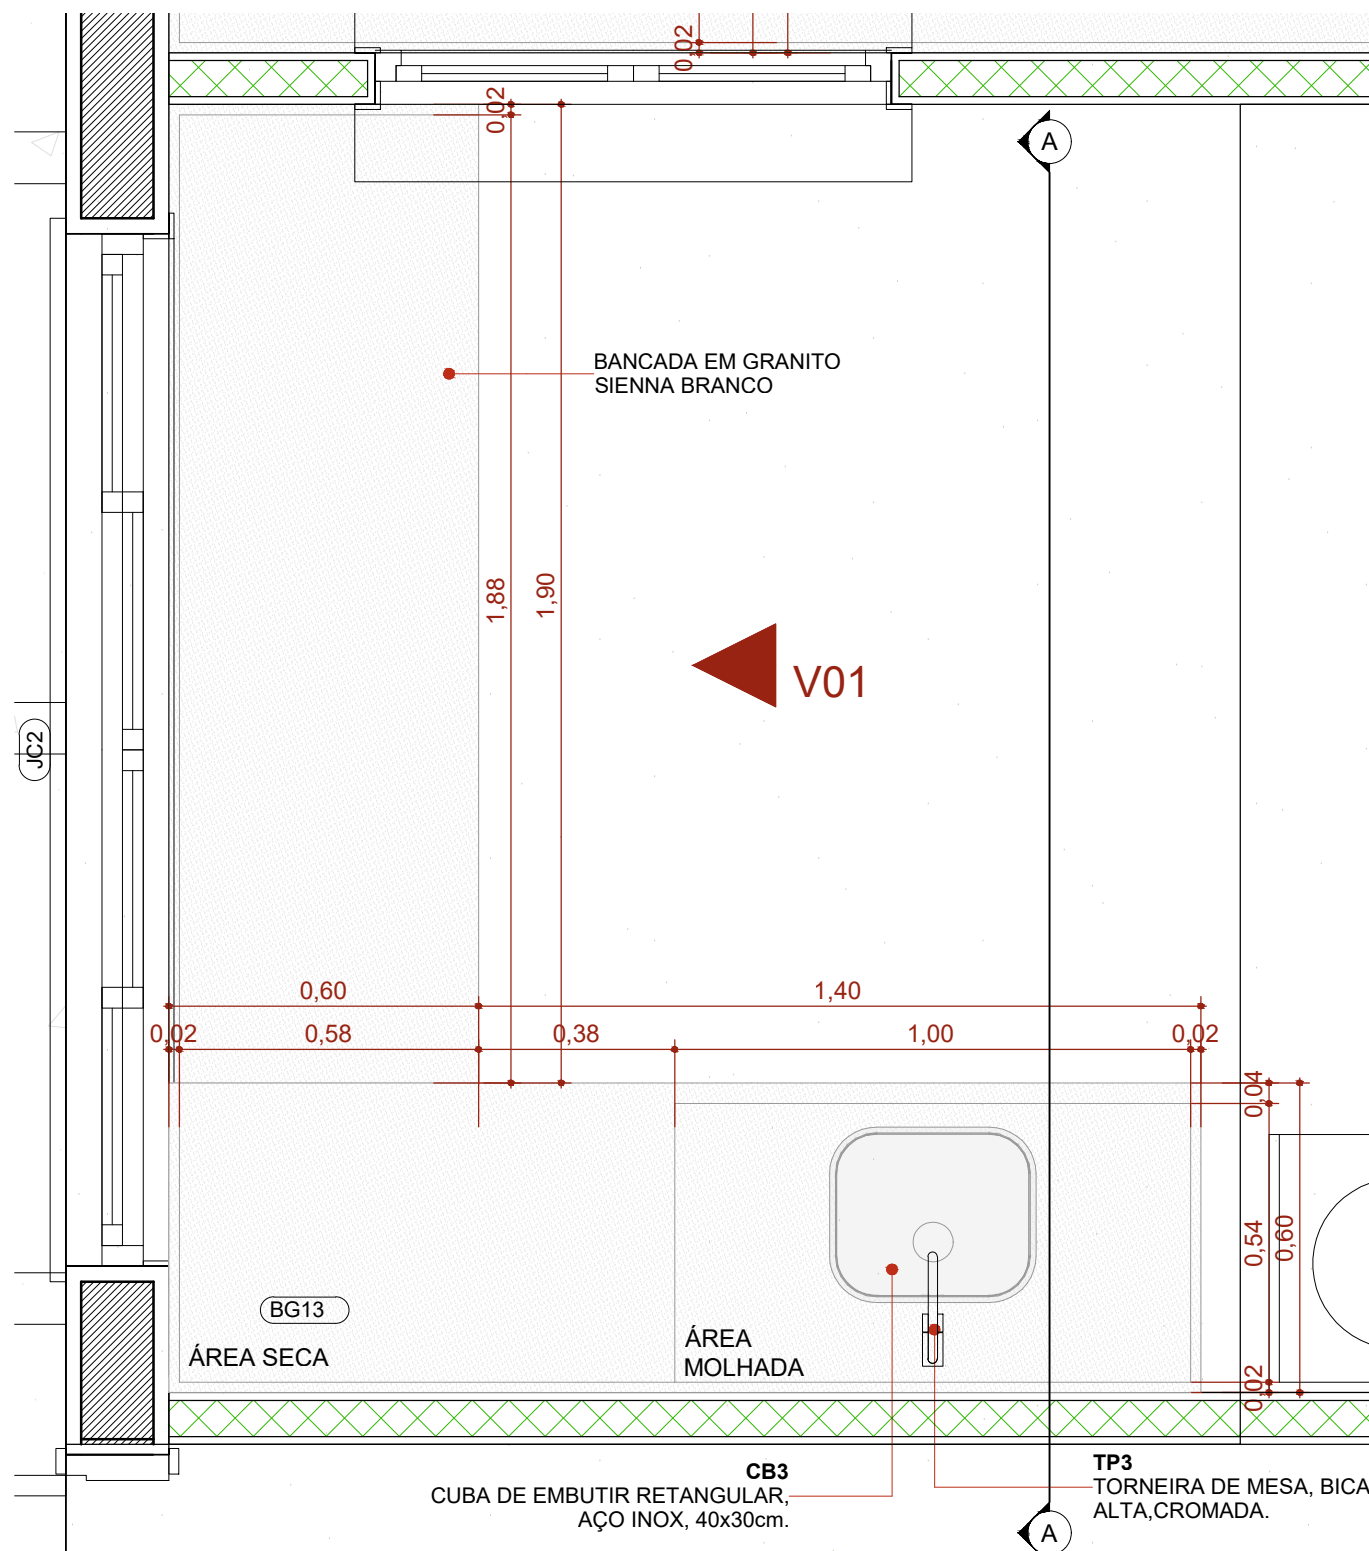 0,02
0,02
A
BANCADA EM GRANITO
SIENNA BRANCO
1,88
1,90
V01
JC2
0,60
1,40
0,02
0,58
0,38
1,00
0,02
0,04
0,54
0,60
BG13
ÁREA SECA
ÁREA
MOLHADA
0,02
CB3
CUBA DE EMBUTIR RETANGULAR,
AÇO INOX, 40x30cm.
TP3
TORNEIRA DE MESA, BICA
ALTA,CROMADA.
A